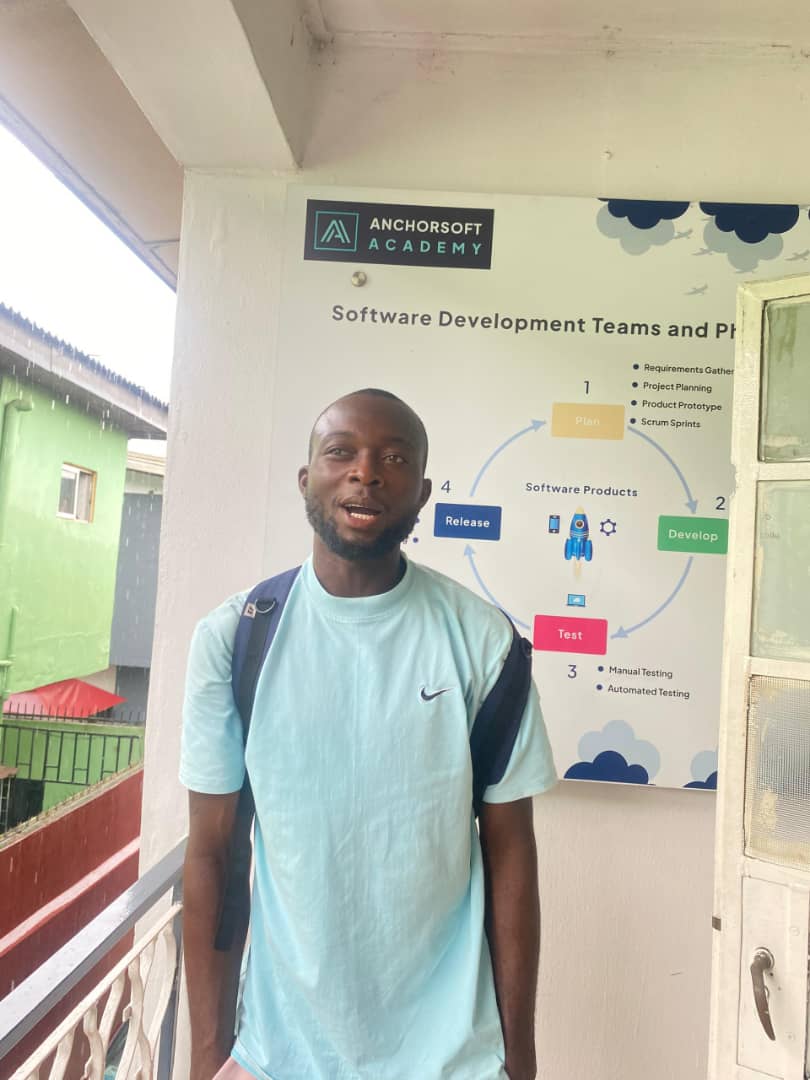 ANCHORSOFT
ACADEMY
Software Development Teams and
Requirements
Project Planning
Product Prototype
Scrum Sprints
1
Plan
4
Release
Software Products
2
Develop
Test
3
Manual Testing
Automated Testing